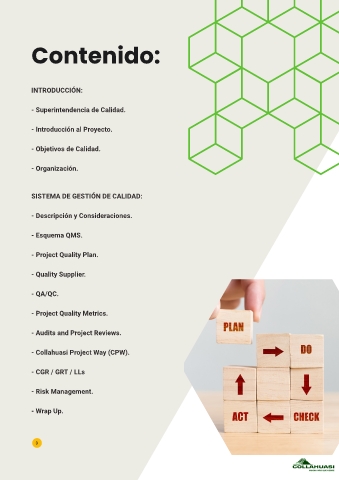 Contenido:
INTRODUCCIÓN:
- Superintendencia de Calidad.
- Introducción al Proyecto.
- Objetivos de Calidad.
- Organización.
SISTEMA DE GESTIÓN DE CALIDAD:
- Descripción y Consideraciones.
- Esquema QMS.
- Project Quality Plan.
- Quality Supplier.
- QA/QC.
- Project Quality Metrics.
- Audits and Project Reviews.
- Collahuasi Project Way (CPW).
- CGR / GRT / LLs
- Risk Management.
- Wrap Up.
PLAN
DO
ACT
CHECK
COLLAHUASI